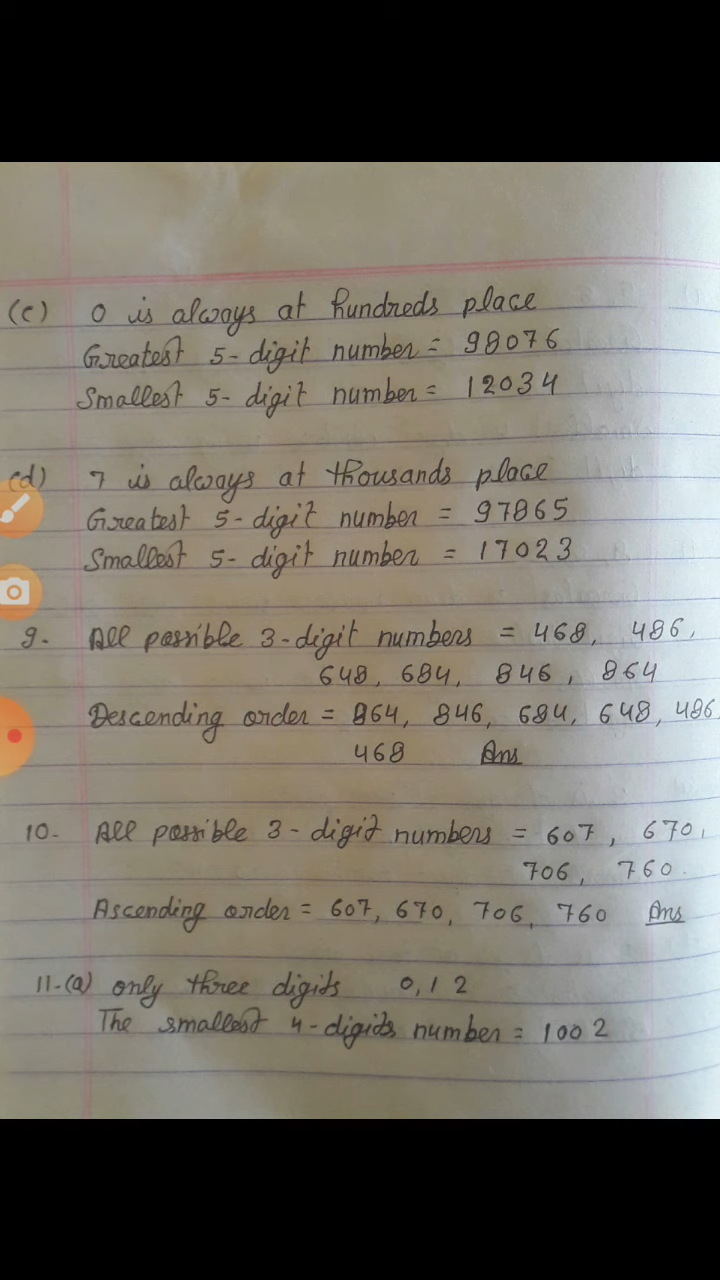 (c) 0 is always at hundreds place
Greatest 5-digit number = 98076
Smallest 5-digit number = 12034
(d) 7 is always at thousands place
Greatest 5-digit number = 97865
Smallest 5-digit number = 17023
9. All possible 3-digit numbers = 468, 486,
648, 684, 846, 864
Descending order = 864, 846, 684, 648, 486,
468 Ans
10- All possible 3-digit numbers = 607, 670,
706, 760.
Ascending order = 607, 670, 706, 760 Ans
11-(a) only three digits 0,1 2
The smallest 4-digits number = 1002